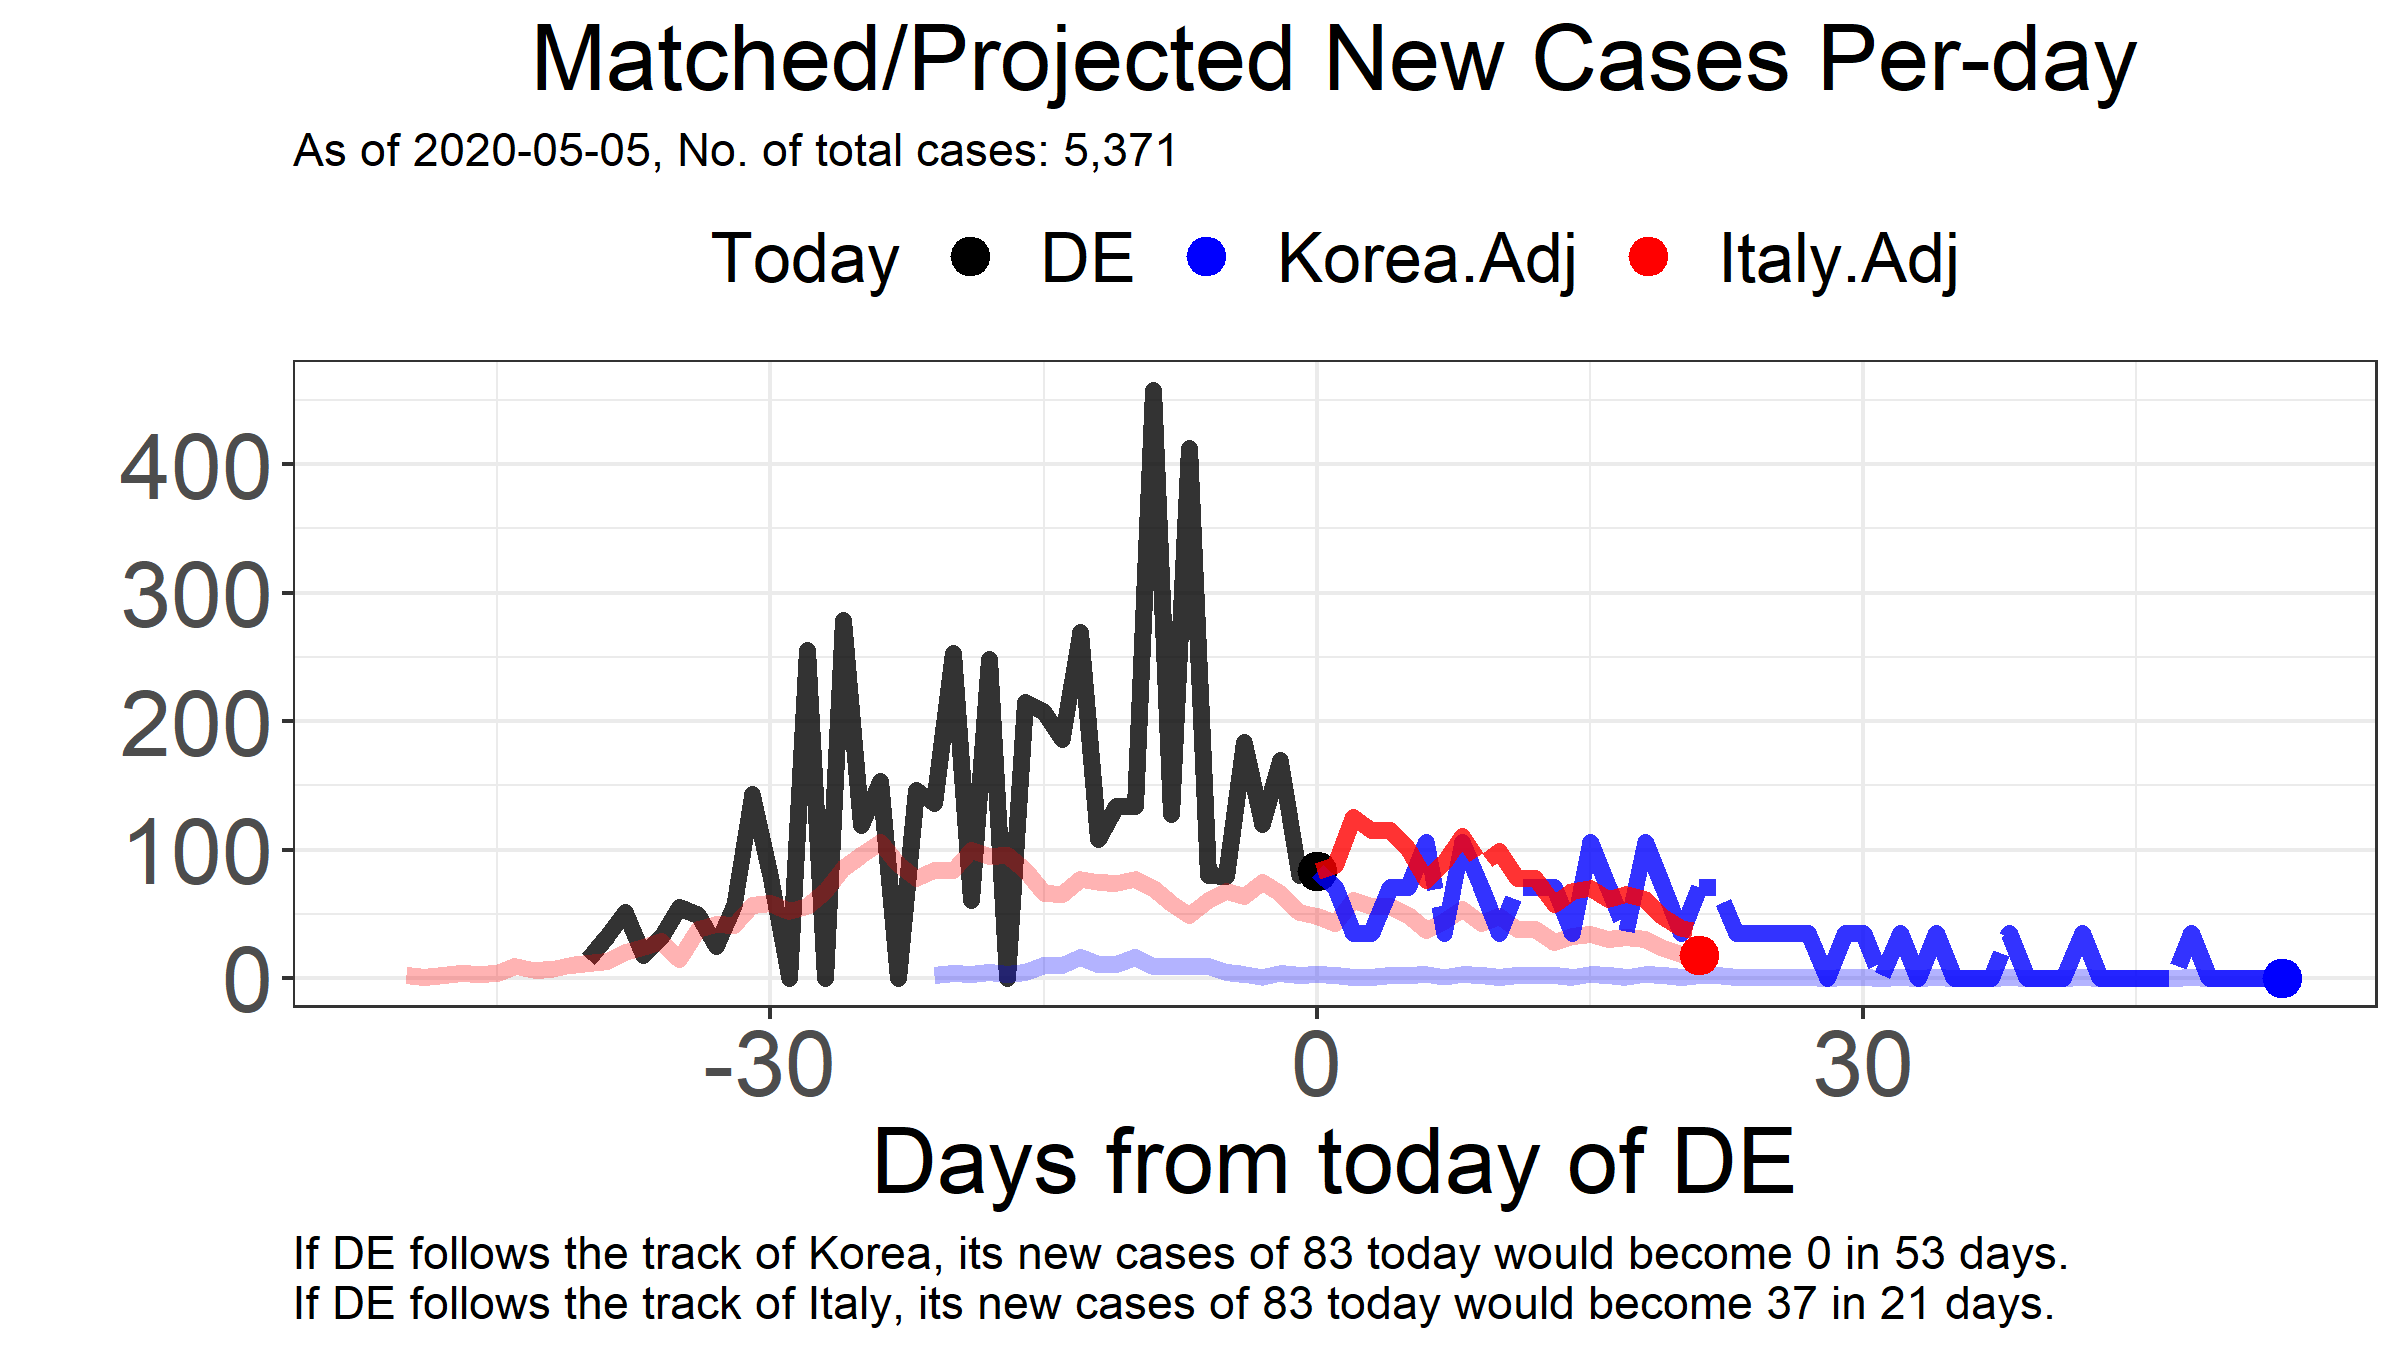 Matched/Projected New Cases Per-day
As of 2020-05-05, No. of total cases: 5,371
Today DE Korea.Adj Italy.Adj
400
300
200
100
0
-30 0 30
Days from today of DE
If DE follows the track of Korea, its new cases of 83 today would become 0 in 53 days.
If DE follows the track of Italy, its new cases of 83 today would become 37 in 21 days.